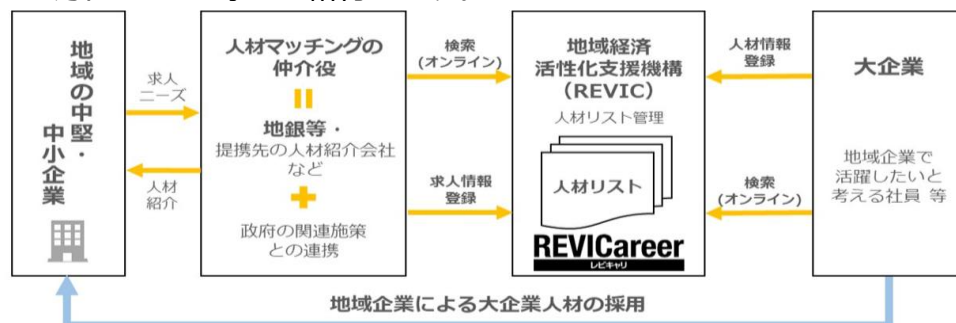 地域の中堅・
中小企業
求人
ニーズ
人材
紹介
人材マッチングの
仲介役
地銀等・
提携先の人材紹介会社
など
政府の関連施策
との連携
検索
(オンライン)
求人情報
登録
地域経済
活性化支援機構
(REVIC)
人材リスト管理
人材リスト
REVICareer
レビキャリ
人材情報
登録
検索
(オンライン)
大企業
地域企業で
活躍したいと
考える社員 等
地域企業による大企業人材の採用